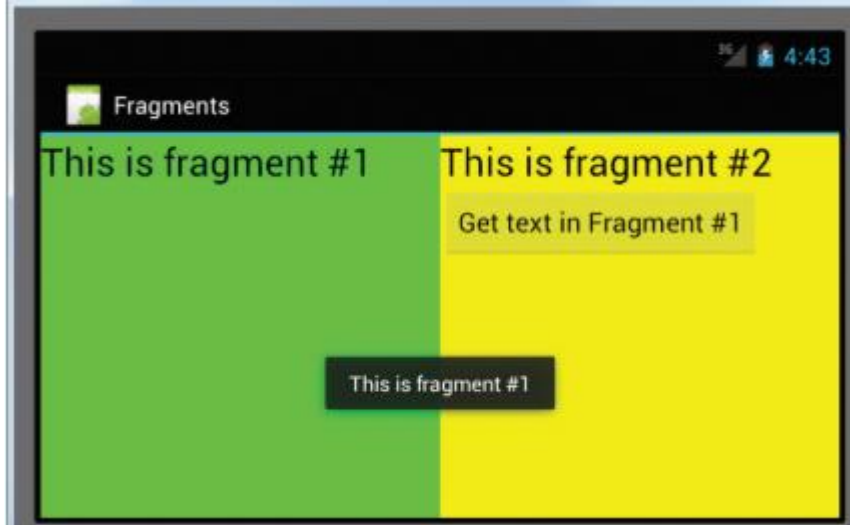 3G 4:43
Fragments
This is fragment #1
This is fragment #2
Get text in Fragment #1
This is fragment #1